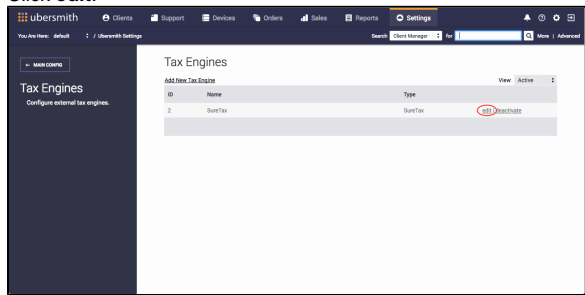 Click edit.
ubersmith Clients Support Devices Orders Sales Reports Settings
You Are Here: default / Ubersmith Settings Search Client Manager for More | Advanced
← MAIN CONFIG
Tax Engines
Configure external tax engines.
Tax Engines
Add New Tax Engine View: Active
ID Name Type
2 SureTax SureTax edit | deactivate